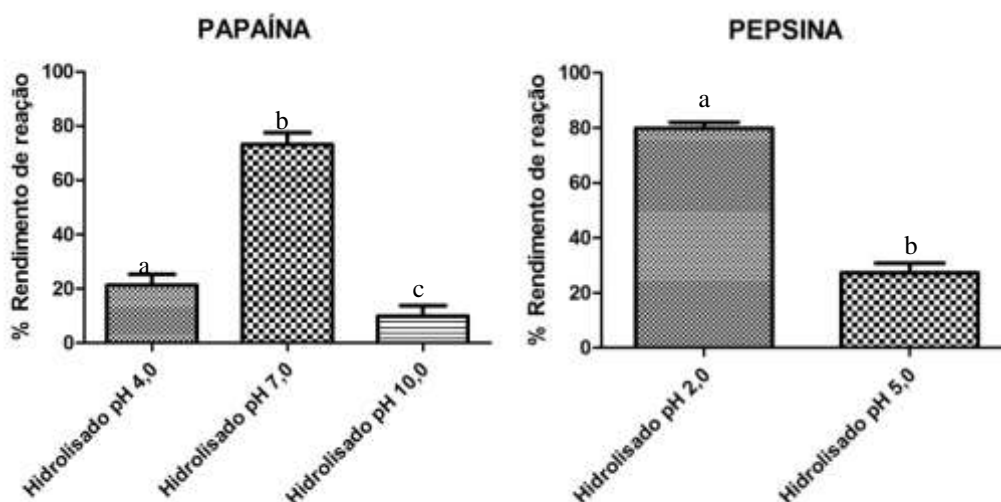 PAPAÍNA
% Rendimento de reação
100
80
60
40
20
0
a
b
c
Hidrolisado pH 4,0
Hidrolisado pH 7,0
Hidrolisado pH 10,0
PEPSINA
% Rendimento de reação
100
80
60
40
20
0
a
b
Hidrolisado pH 2,0
Hidrolisado pH 5,0